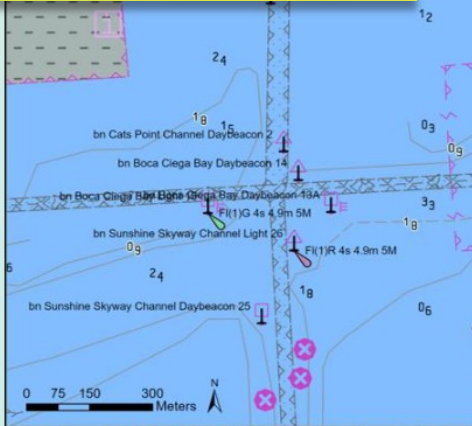 1
1₂
2₄
1₈
1₅
0₃
bn Cats Point Channel Daybeacon 2
0₉
bn Boca Ciega Bay Daybeacon 14
bn Boca Ciega Bay Daybeacon 13A
3₃
Fl(1)G 4s 4.9m 5M
1₈
bn Sunshine Skyway Channel Light 26
0₉
Fl(1)R 4s 4.9m 5M
6
2₄
1₈
bn Sunshine Skyway Channel Daybeacon 25
0₆
0 75 150 300
Meters
N